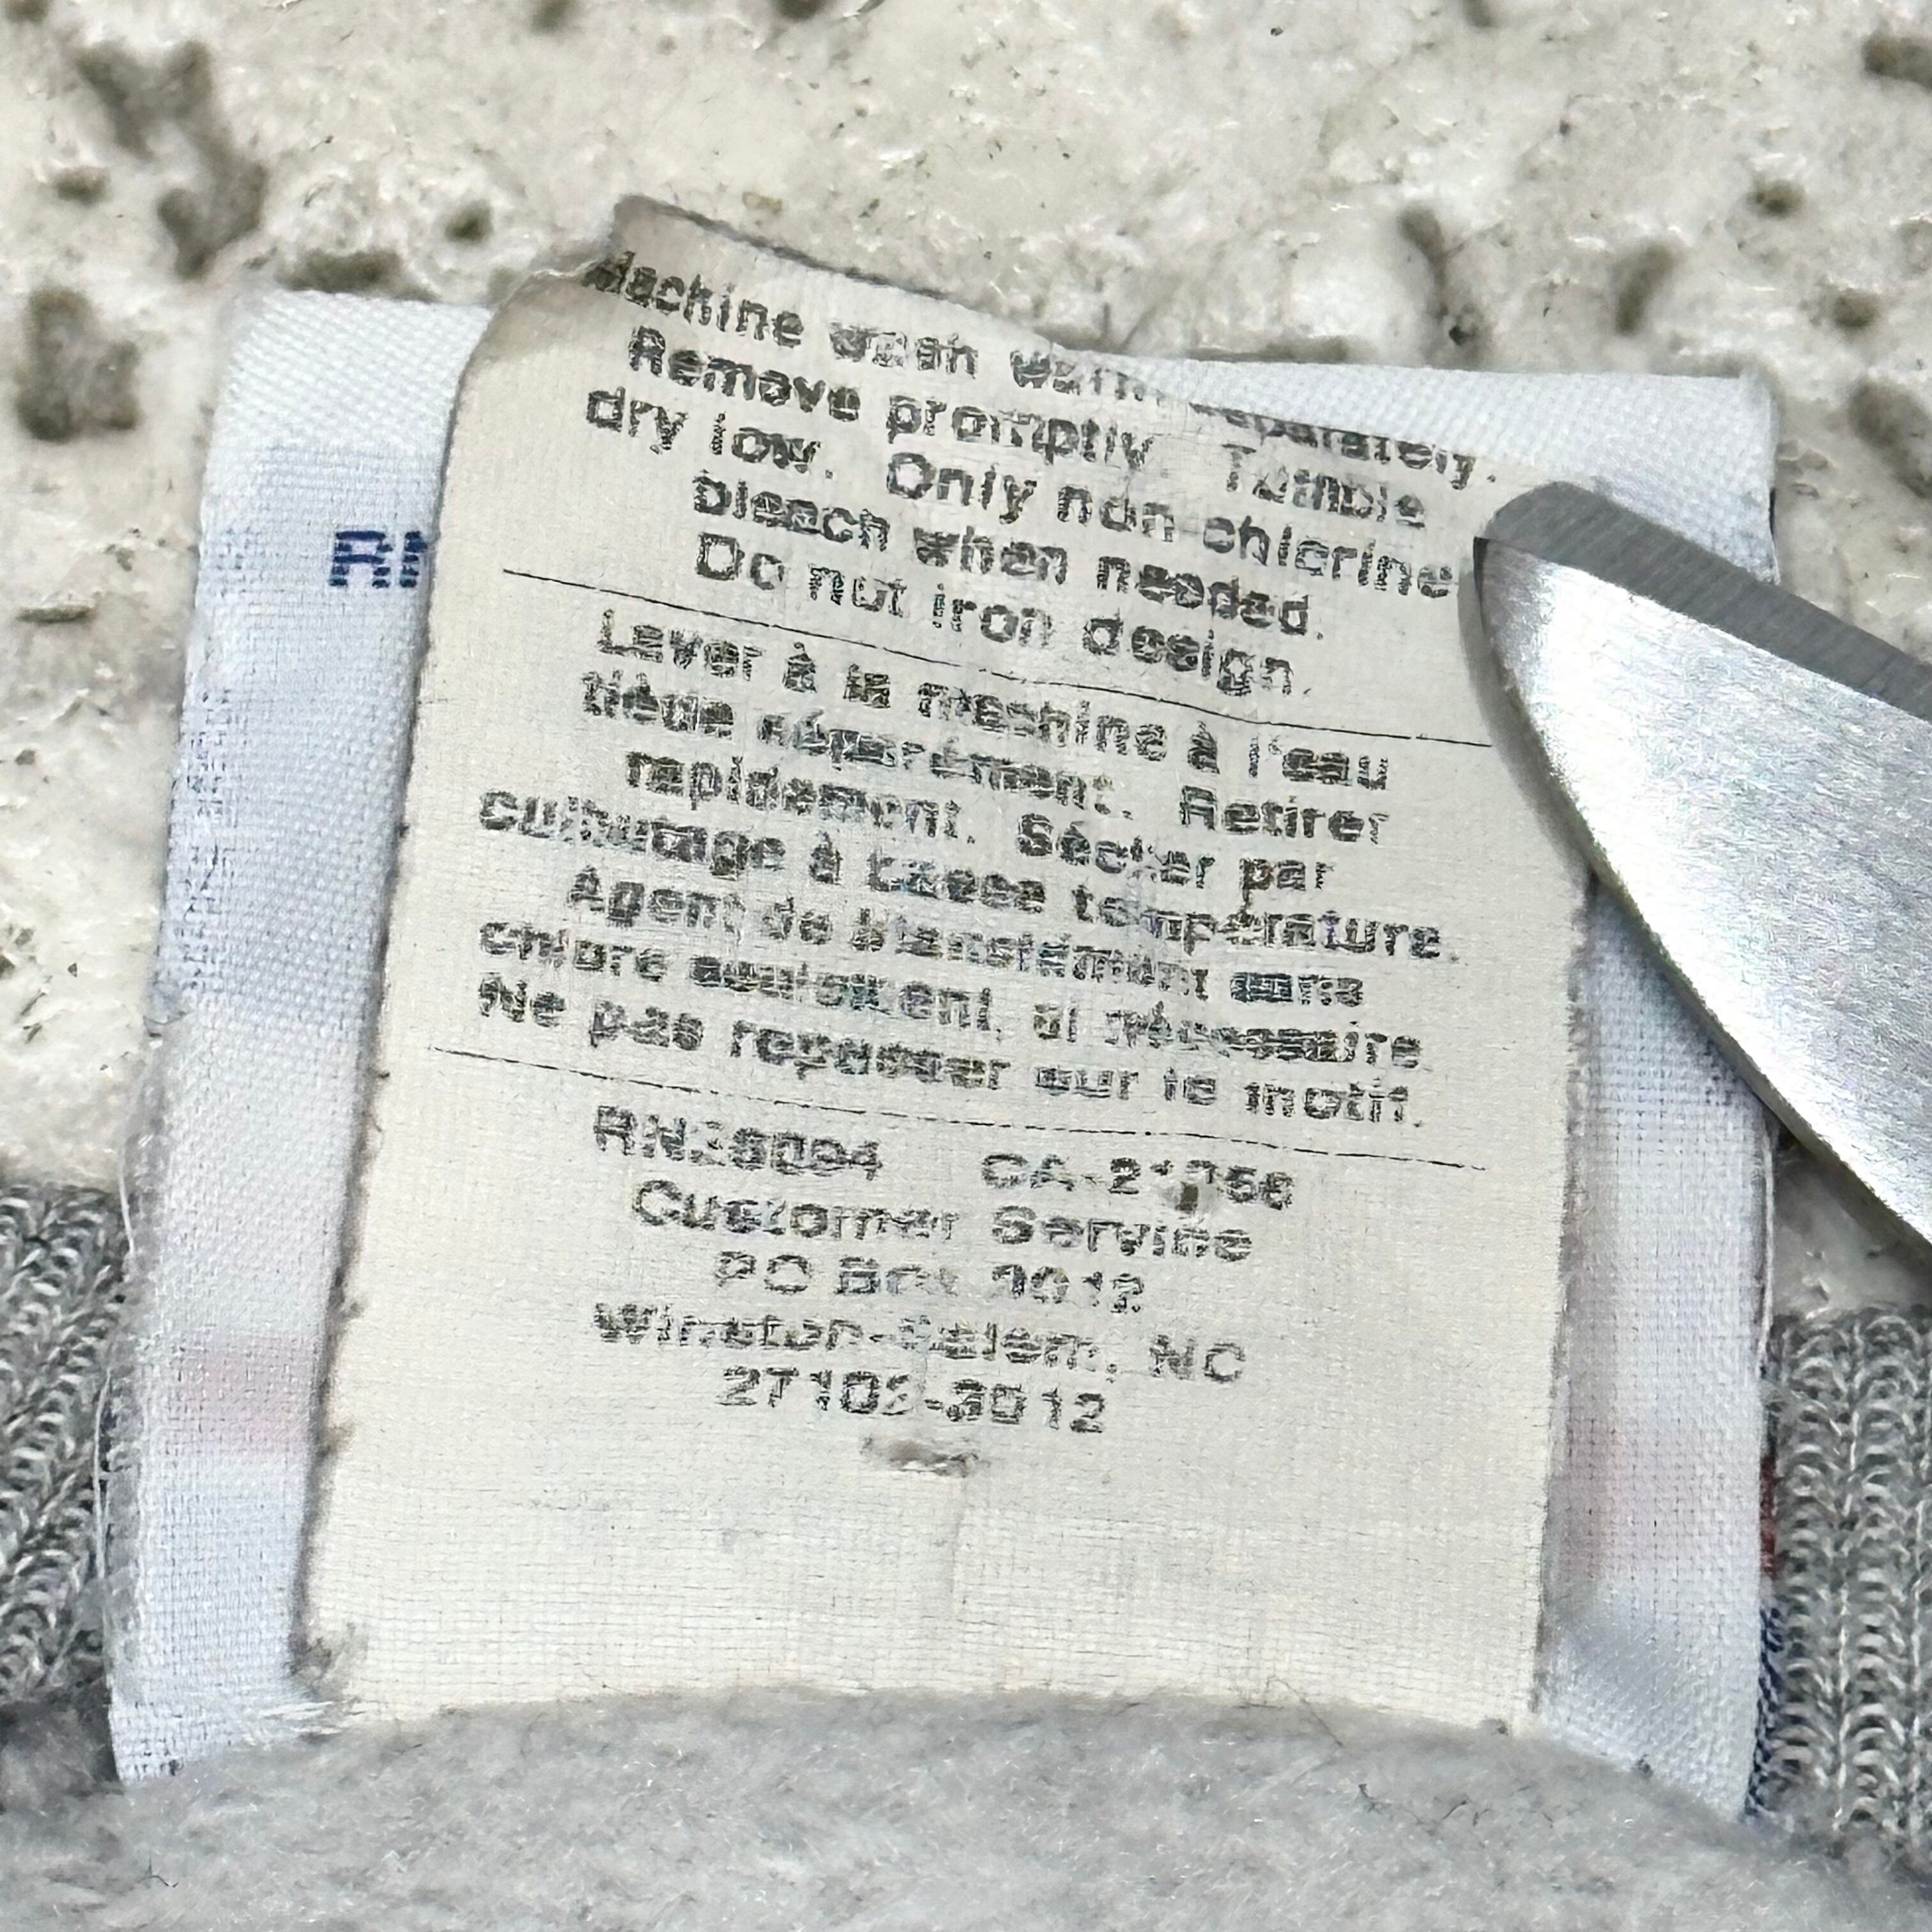 Machine wash warm separately.
Remove promptly. Tumble
dry low. Only non chlorine
bleach when needed.
Do not iron design.
Laver à la machine à l'eau
tiède séparément. Retirer
rapidement. Sécher par
culbutage à basse température.
Agent de blanchiment sans
chlore seulement, si nécessaire
Ne pas repasser sur le motif.
Customer Service
PO Box 3012
Winston-Salem, NC
27102-3012